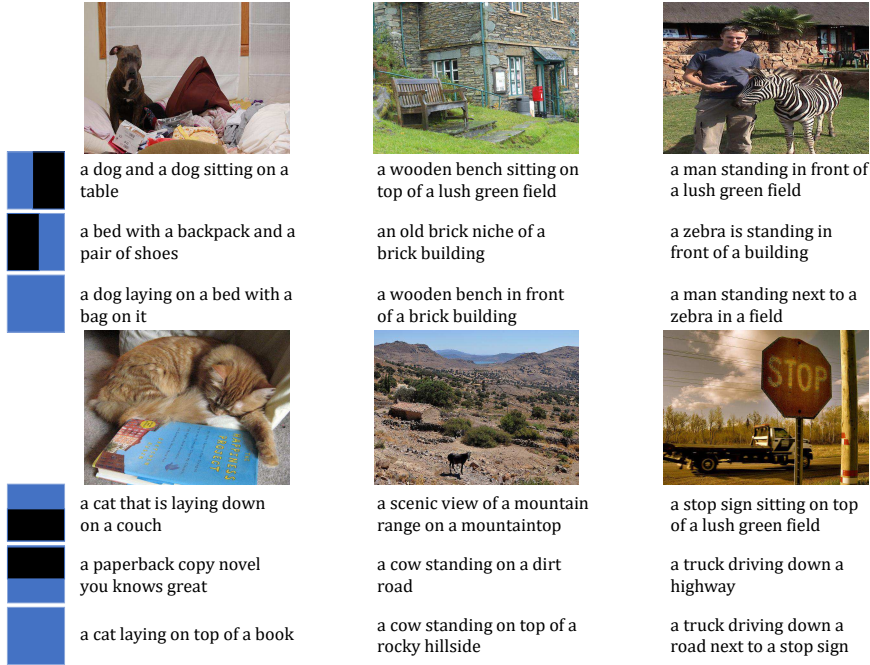 a dog and a dog sitting on a
table
a wooden bench sitting on
top of a lush green field
a man standing in front of
a lush green field
a bed with a backpack and a
pair of shoes
an old brick niche of a
brick building
a zebra is standing in
front of a building
a dog laying on a bed with a
bag on it
a wooden bench in front
of a brick building
a man standing next to a
zebra in a field
STOP
a cat that is laying down
on a couch
a scenic view of a mountain
range on a mountaintop
a stop sign sitting on top
of a lush green field
a paperback copy novel
you knows great
a cow standing on a dirt
road
a truck driving down a
highway
a cat laying on top of a book
a cow standing on top of a
rocky hillside
a truck driving down a
road next to a stop sign